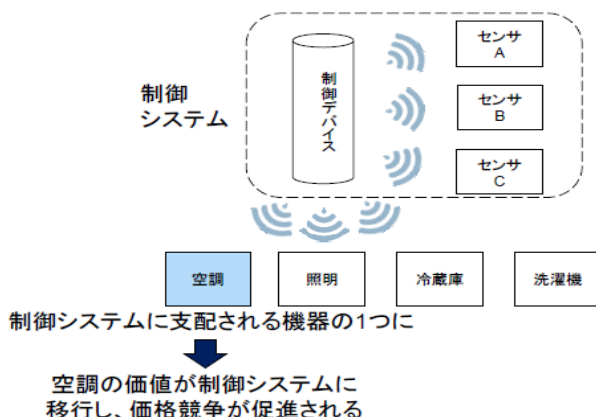 制御
システム
制御デバイス
センサ
A
センサ
B
センサ
C
空調
照明
冷蔵庫
洗濯機
制御システムに支配される機器の1つに
空調の価値が制御システムに
移行し、価格競争が促進される